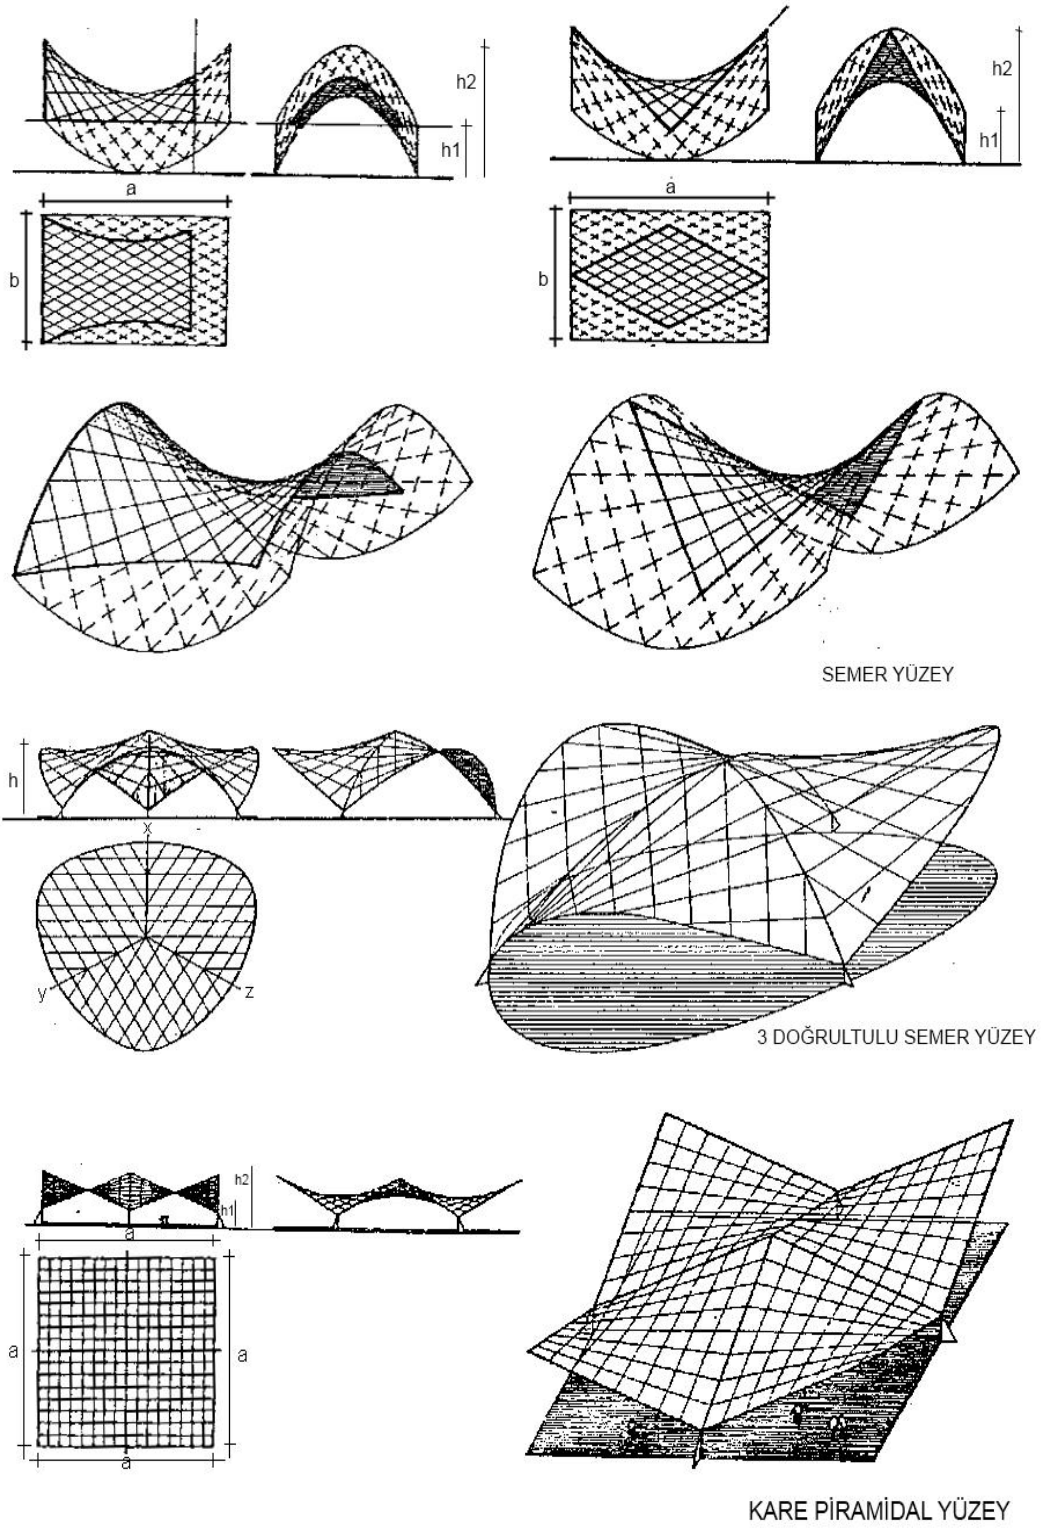 h2
h1
h2
h1
a
a
b
b
SEMER YÜZEY
h
x
y
z
3 DOĞRULTULU SEMER YÜZEY
h2
h1
a
a
a
a
KARE PİRAMİDAL YÜZEY